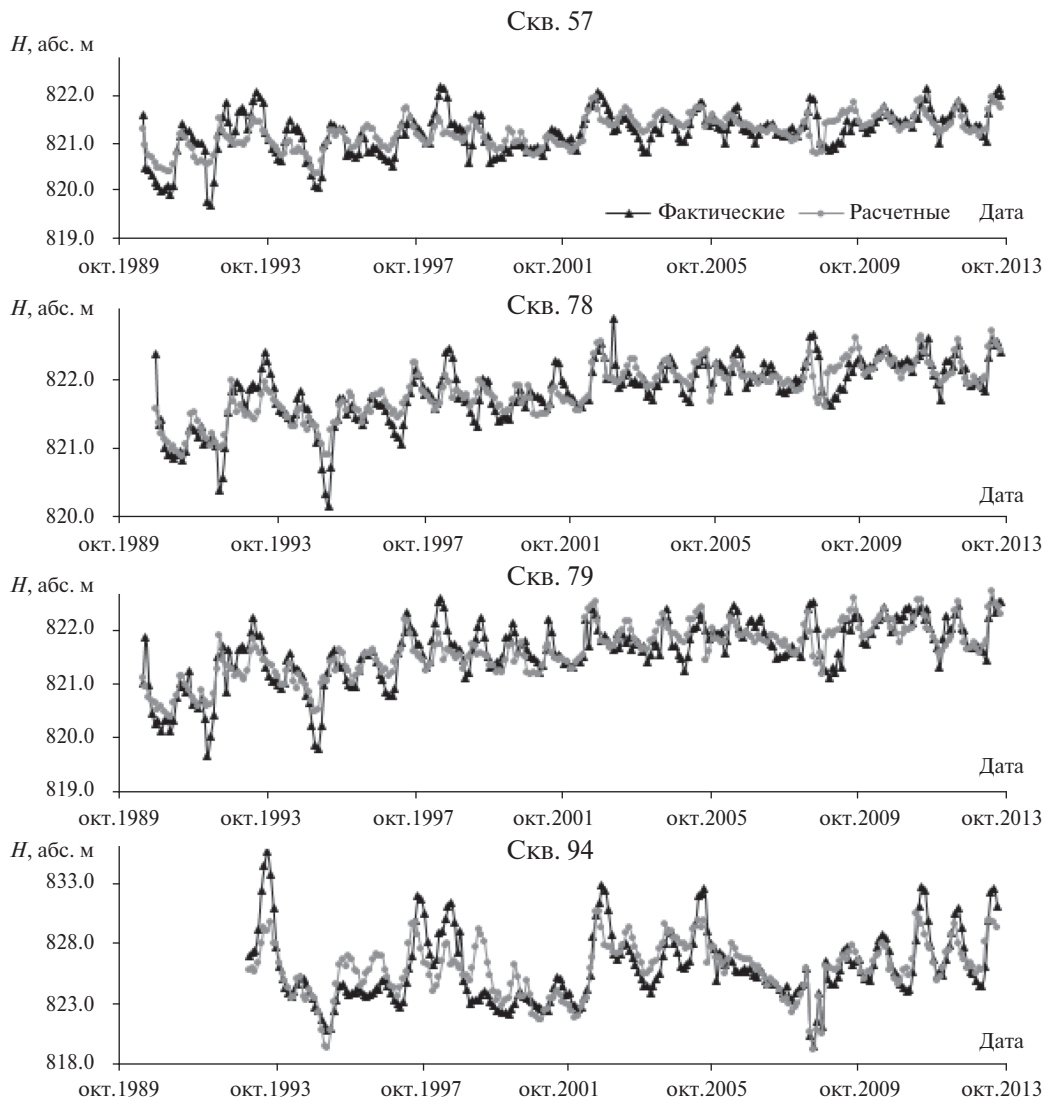 Скв. 57
H, абс. м
822.0
821.0
820.0
819.0
Фактические Расчетные Дата
окт.1989 окт.1993 окт.1997 окт.2001 окт.2005 окт.2009 окт.2013
Скв. 78
H, абс. м
822.0
821.0
820.0
Дата
окт.1989 окт.1993 окт.1997 окт.2001 окт.2005 окт.2009 окт.2013
Скв. 79
H, абс. м
822.0
821.0
820.0
819.0
Дата
окт.1989 окт.1993 окт.1997 окт.2001 окт.2005 окт.2009 окт.2013
Скв. 94
H, абс. м
833.0
828.0
823.0
818.0
Дата
окт.1989 окт.1993 окт.1997 окт.2001 окт.2005 окт.2009 окт.2013